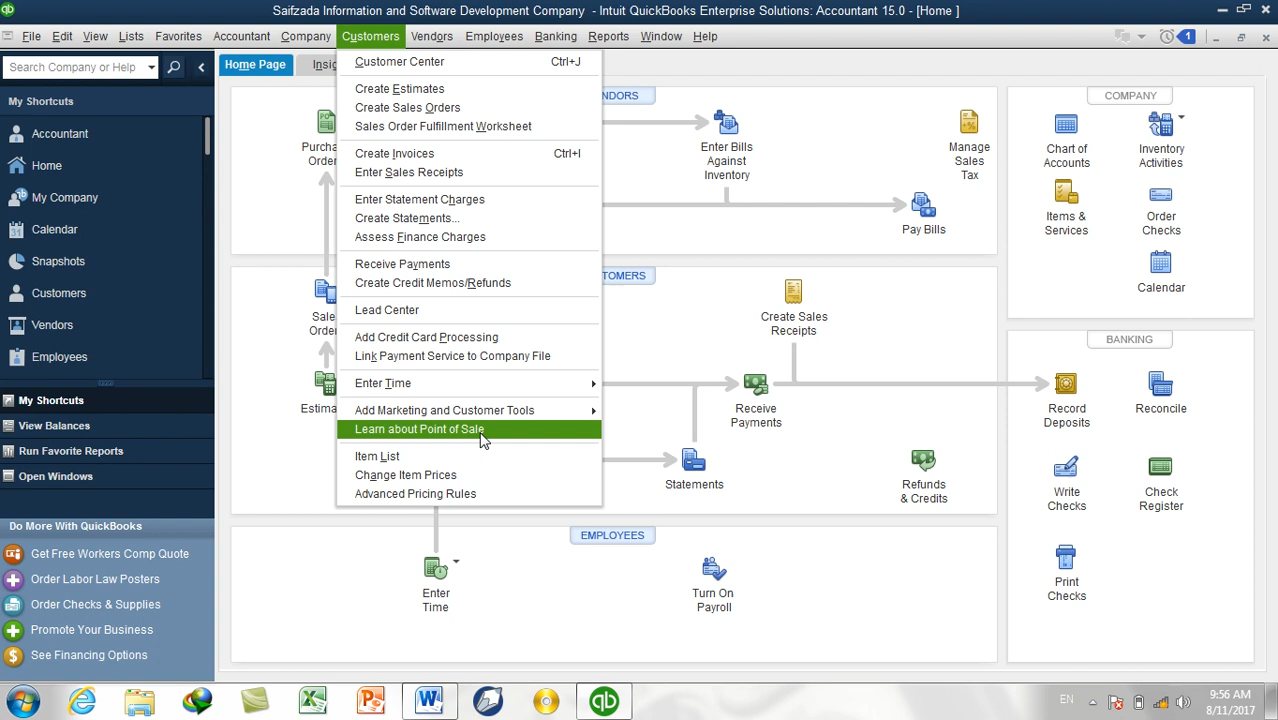 Saifzada Information and Software Development Company - Intuit QuickBooks Enterprise Solutions: Accountant 15.0 - [Home ]
File Edit View Lists Favorites Accountant Company Customers Vendors Employees Banking Reports Window Help
1
Search Company or Help
My Shortcuts
Accountant
Home
My Company
Calendar
Snapshots
Customers
Vendors
Employees
My Shortcuts
View Balances
Run Favorite Reports
Open Windows
Do More With QuickBooks
Get Free Workers Comp Quote
Order Labor Law Posters
Order Checks & Supplies
Promote Your Business
See Financing Options
Home Page
Insig
Customer Center Ctrl+J
Create Estimates
Create Sales Orders
Sales Order Fulfillment Worksheet
Create Invoices Ctrl+I
Enter Sales Receipts
Enter Statement Charges
Create Statements...
Assess Finance Charges
Receive Payments
Create Credit Memos/Refunds
Lead Center
Add Credit Card Processing
Link Payment Service to Company File
Enter Time
Add Marketing and Customer Tools
Learn about Point of Sale
Item List
Change Item Prices
Advanced Pricing Rules
NDORS
Purcha
Orde
Enter Bills
Against
Inventory
Manage
Sales
Tax
Pay Bills
TOMERS
Sale
Orde
Create Sales
Receipts
Estima
Receive
Payments
Statements
Refunds
& Credits
EMPLOYEES
Enter
Time
Turn On
Payroll
COMPANY
Chart of
Accounts
Inventory
Activities
Items &
Services
Order
Checks
Calendar
BANKING
Record
Deposits
Reconcile
Write
Checks
Check
Register
Print
Checks
EN
9:56 AM
8/11/2017